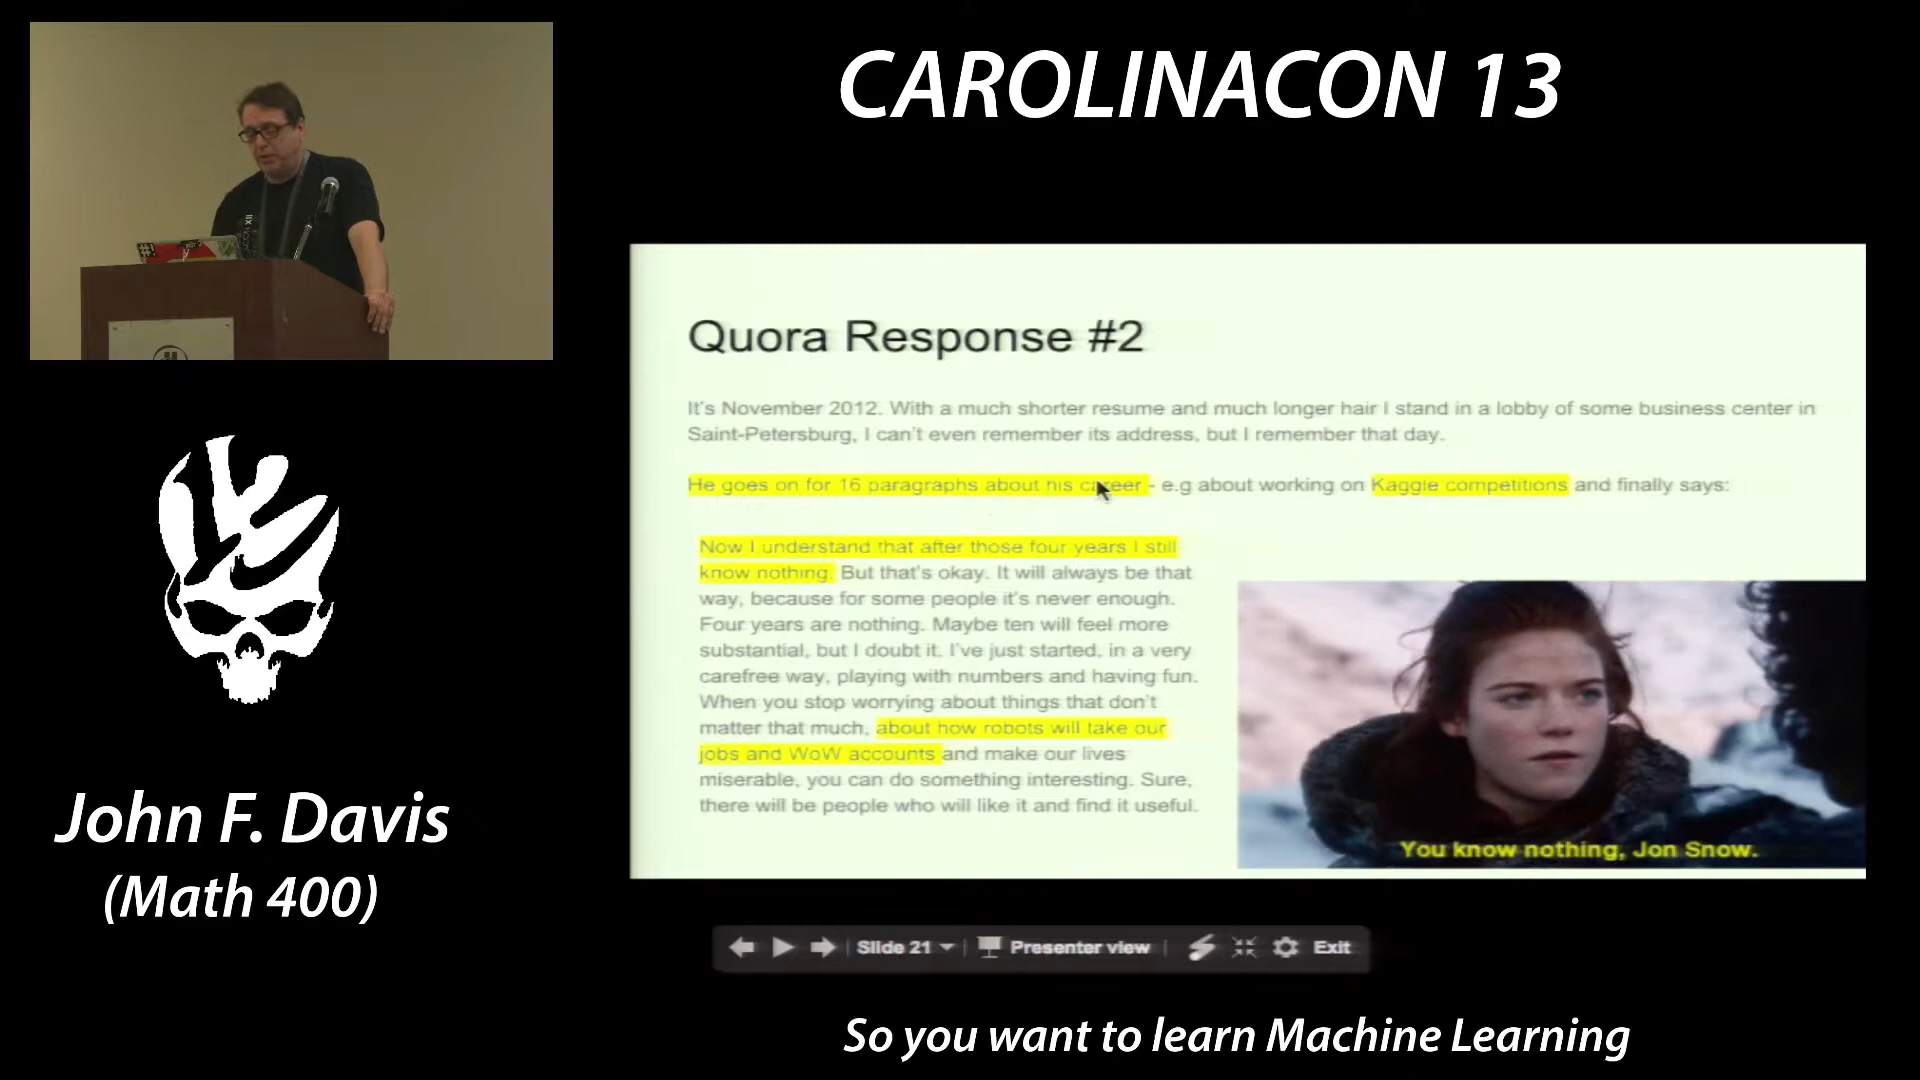 CAROLINACON 13
Quora Response #2
It's November 2012. With a much shorter resume and much longer hair I stand in a lobby of some business center in
Saint-Petersburg, I can't even remember its address, but I remember that day.
He goes on for 16 paragraphs about his career - e.g about working on Kaggle competitions and finally says:
Now I understand that after those four years I still
know nothing. But that's okay. It will always be that
way, because for some people it's never enough.
Four years are nothing. Maybe ten will feel more
substantial, but I doubt it. I've just started, in a very
carefree way, playing with numbers and having fun.
When you stop worrying about things that don't
matter that much, about how robots will take our
jobs and WoW accounts and make our lives
miserable, you can do something interesting. Sure,
there will be people who will like it and find it useful.
You know nothing, Jon Snow.
Slide 21 Presenter view Exit
John F. Davis
(Math 400)
So you want to learn Machine Learning